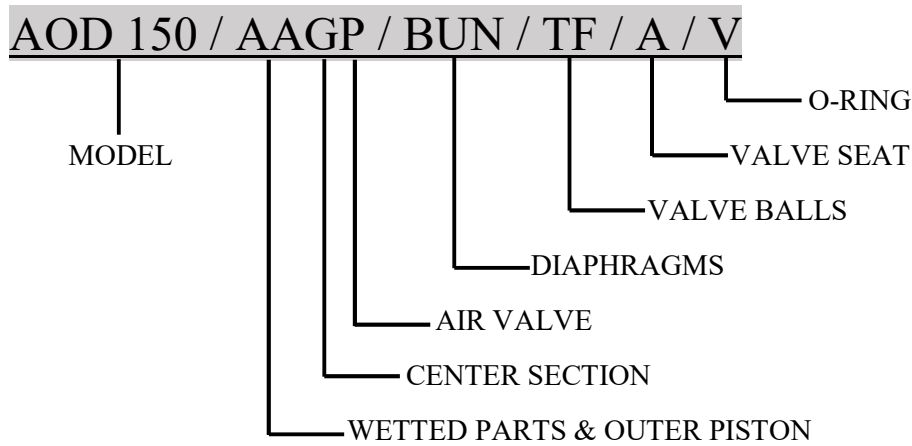 AOD 150 / AAGP / BUN / TF / A / V
O-RING
MODEL
VALVE SEAT
VALVE BALLS
DIAPHRAGMS
AIR VALVE
CENTER SECTION
WETTED PARTS & OUTER PISTON